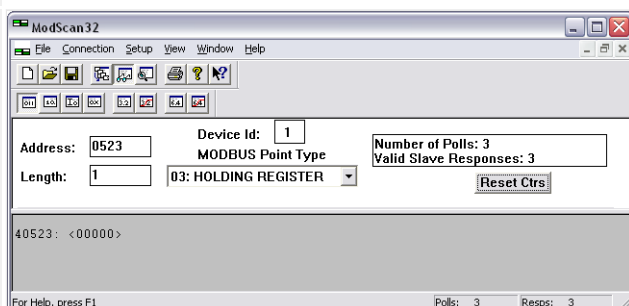 ModScan32
File Connection Setup View Window Help
Device Id: 1
Address: 0523
MODBUS Point Type
Number of Polls: 3
Valid Slave Responses: 3
Length: 1
03: HOLDING REGISTER
Reset Ctrs
40523: <00000>
For Help, press F1
Polls: 3
Resps: 3